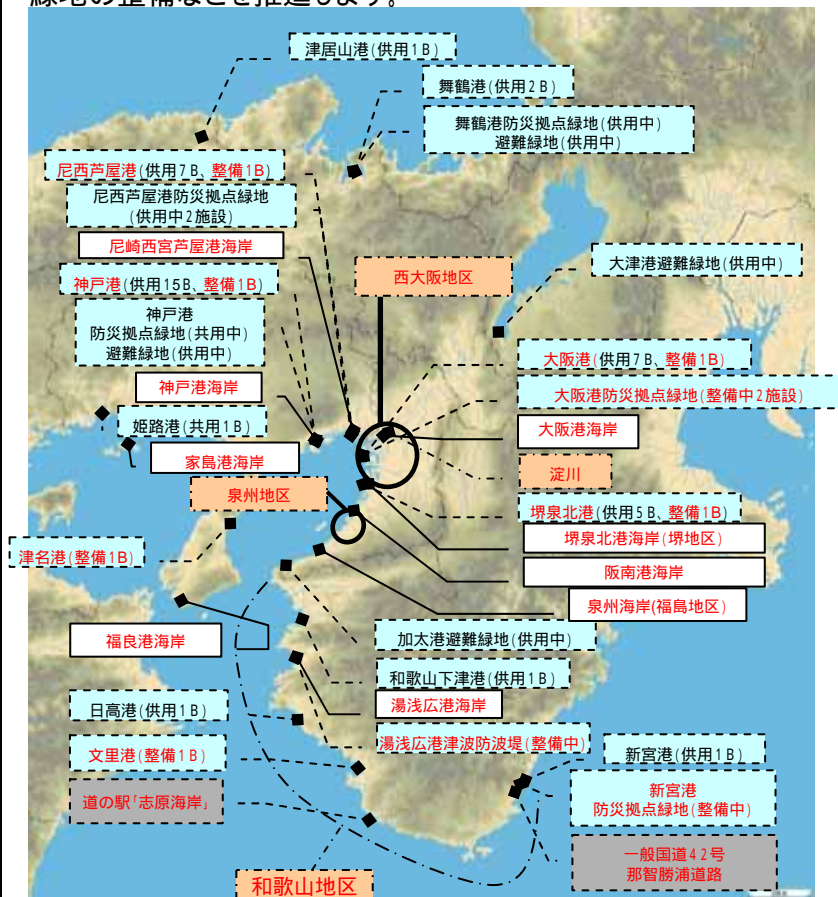 緑地の整備などを推進します。
津居山港(供用1B)
舞鶴港(供用2B)
舞鶴港防災拠点緑地(供用中)
避難緑地(供用中)
尼西芦屋港(供用7B、整備1B)
尼西芦屋港防災拠点緑地
(供用中2施設)
尼崎西宮芦屋港海岸
西大阪地区
大津港避難緑地(供用中)
神戸港(供用15B、整備1B)
神戸港
防災拠点緑地(共用中)
避難緑地(供用中)
大阪港(供用7B、整備1B)
神戸港海岸
大阪港防災拠点緑地(整備中2施設)
姫路港(共用1B)
大阪港海岸
家島港海岸
淀川
泉州地区
堺泉北港(供用5B、整備1B)
堺泉北港海岸(堺地区)
津名港(整備1B)
阪南港海岸
泉州海岸(福島地区)
福良港海岸
加太港避難緑地(供用中)
和歌山下津港(供用1B)
日高港(供用1B)
湯浅広港海岸
湯浅広港津波防波堤(整備中)
新宮港(供用1B)
文里港(整備1B)
新宮港
防災拠点緑地(整備中)
道の駅「志原海岸」
一般国道42号
那智勝浦道路
和歌山地区